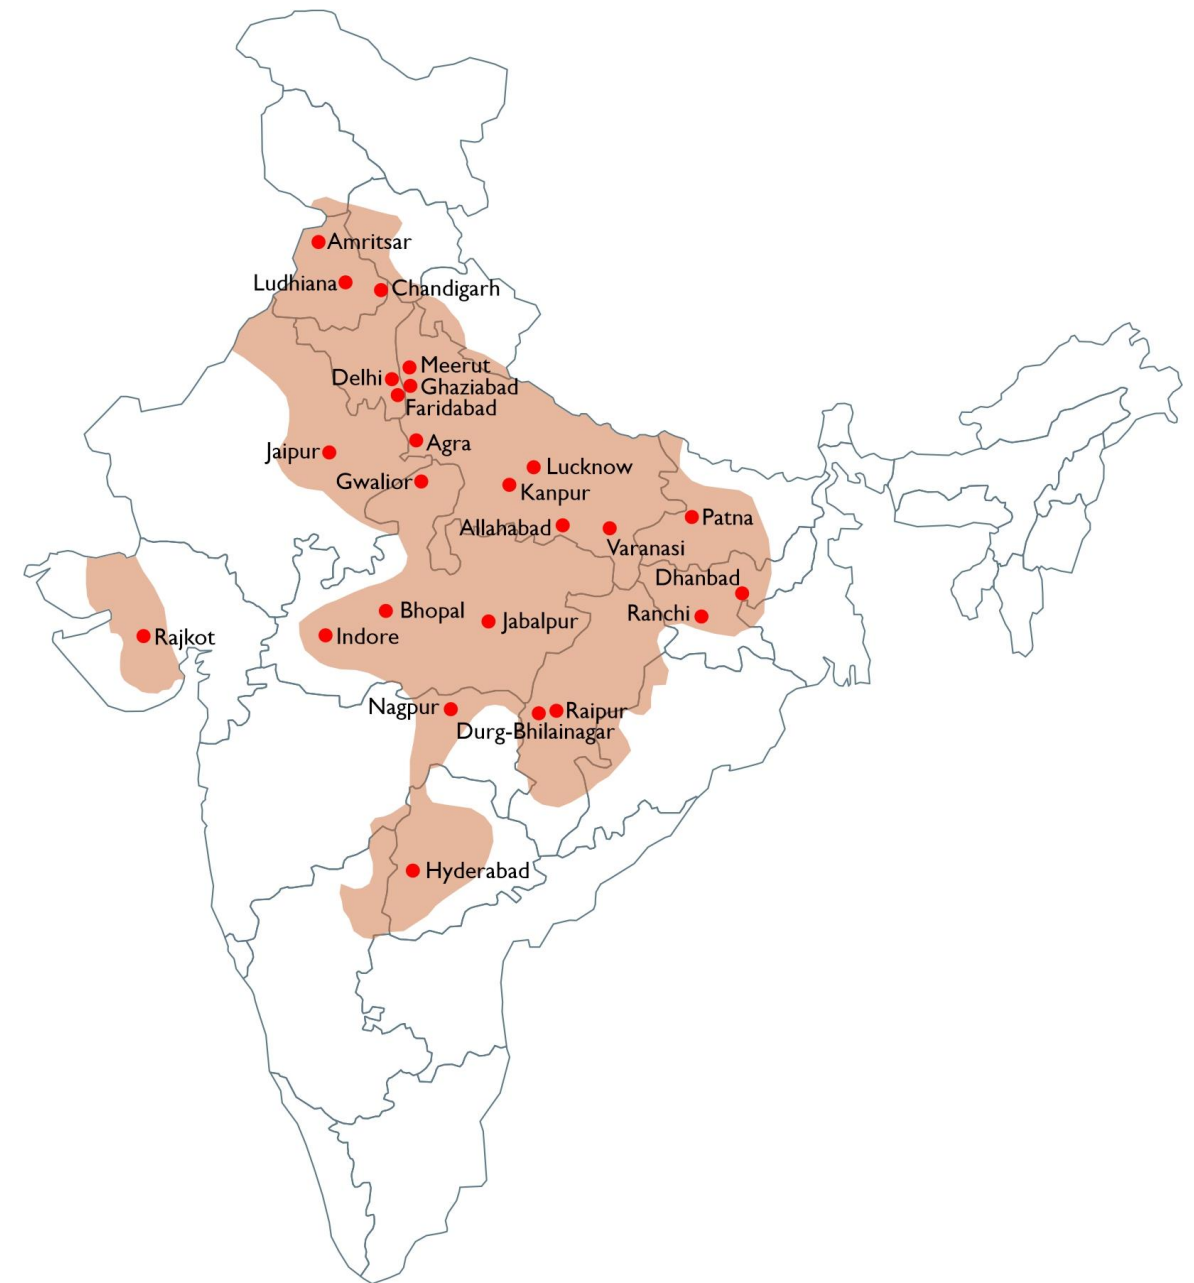 Amritsar
Ludhiana
Chandigarh
Meerut
Delhi
Ghaziabad
Faridabad
Agra
Jaipur
Lucknow
Gwalior
Kanpur
Patna
Allahabad
Varanasi
Dhanbad
Bhopal
Ranchi
Jabalpur
Indore
Rajkot
Nagpur
Raipur
Durg-Bhilainagar
Hyderabad